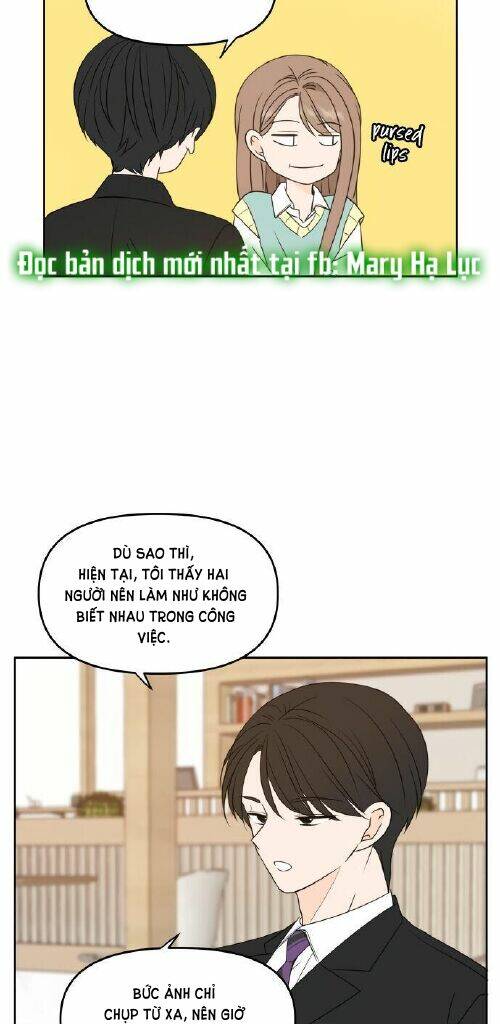 pursed
lips
Đọc bản dịch mới nhất tại fb: Mary Hạ Lục
DÙ SAO THÌ,
HIỆN TẠI, TÔI THẤY HAI
NGƯỜI NÊN LÀM NHƯ KHÔNG
BIẾT NHAU TRONG CÔNG
VIỆC.
BỨC ẢNH CHỈ
CHỤP TỪ XA, NÊN GIỜ